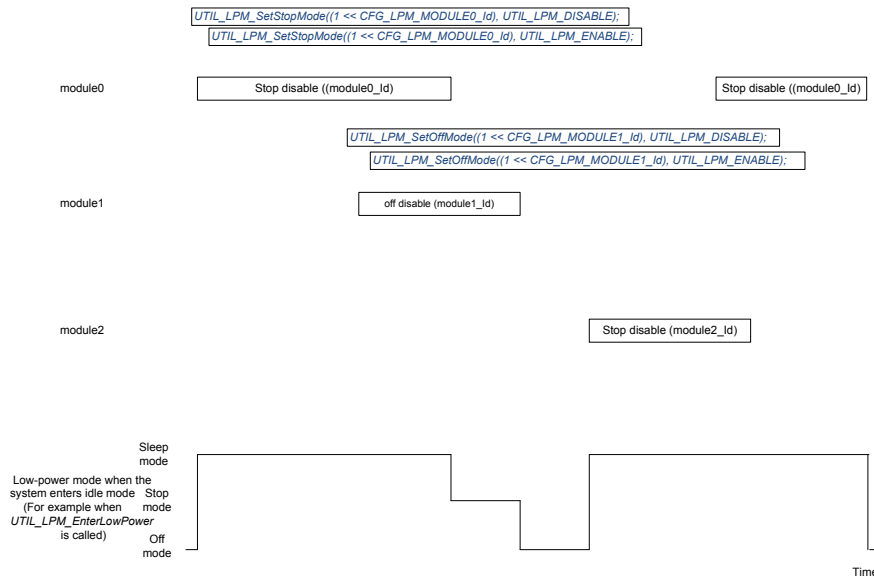 UTIL_LPM_SetStopMode((1 << CFG_LPM_MODULE0_Id), UTIL_LPM_DISABLE);
UTIL_LPM_SetStopMode((1 << CFG_LPM_MODULE0_Id), UTIL_LPM_ENABLE);
module0
Stop disable ((module0_Id)
Stop disable ((module0_Id)
UTIL_LPM_SetOffMode((1 << CFG_LPM_MODULE1_Id), UTIL_LPM_DISABLE);
UTIL_LPM_SetOffMode((1 << CFG_LPM_MODULE1_Id), UTIL_LPM_ENABLE);
module1
off disable (module1_Id)
module2
Stop disable (module2_Id)
Sleep
mode
Low-power mode when the
system enters idle mode
(For example when
UTIL_LPM_EnterLowPower
is called)
Stop
mode
Off
mode
Time